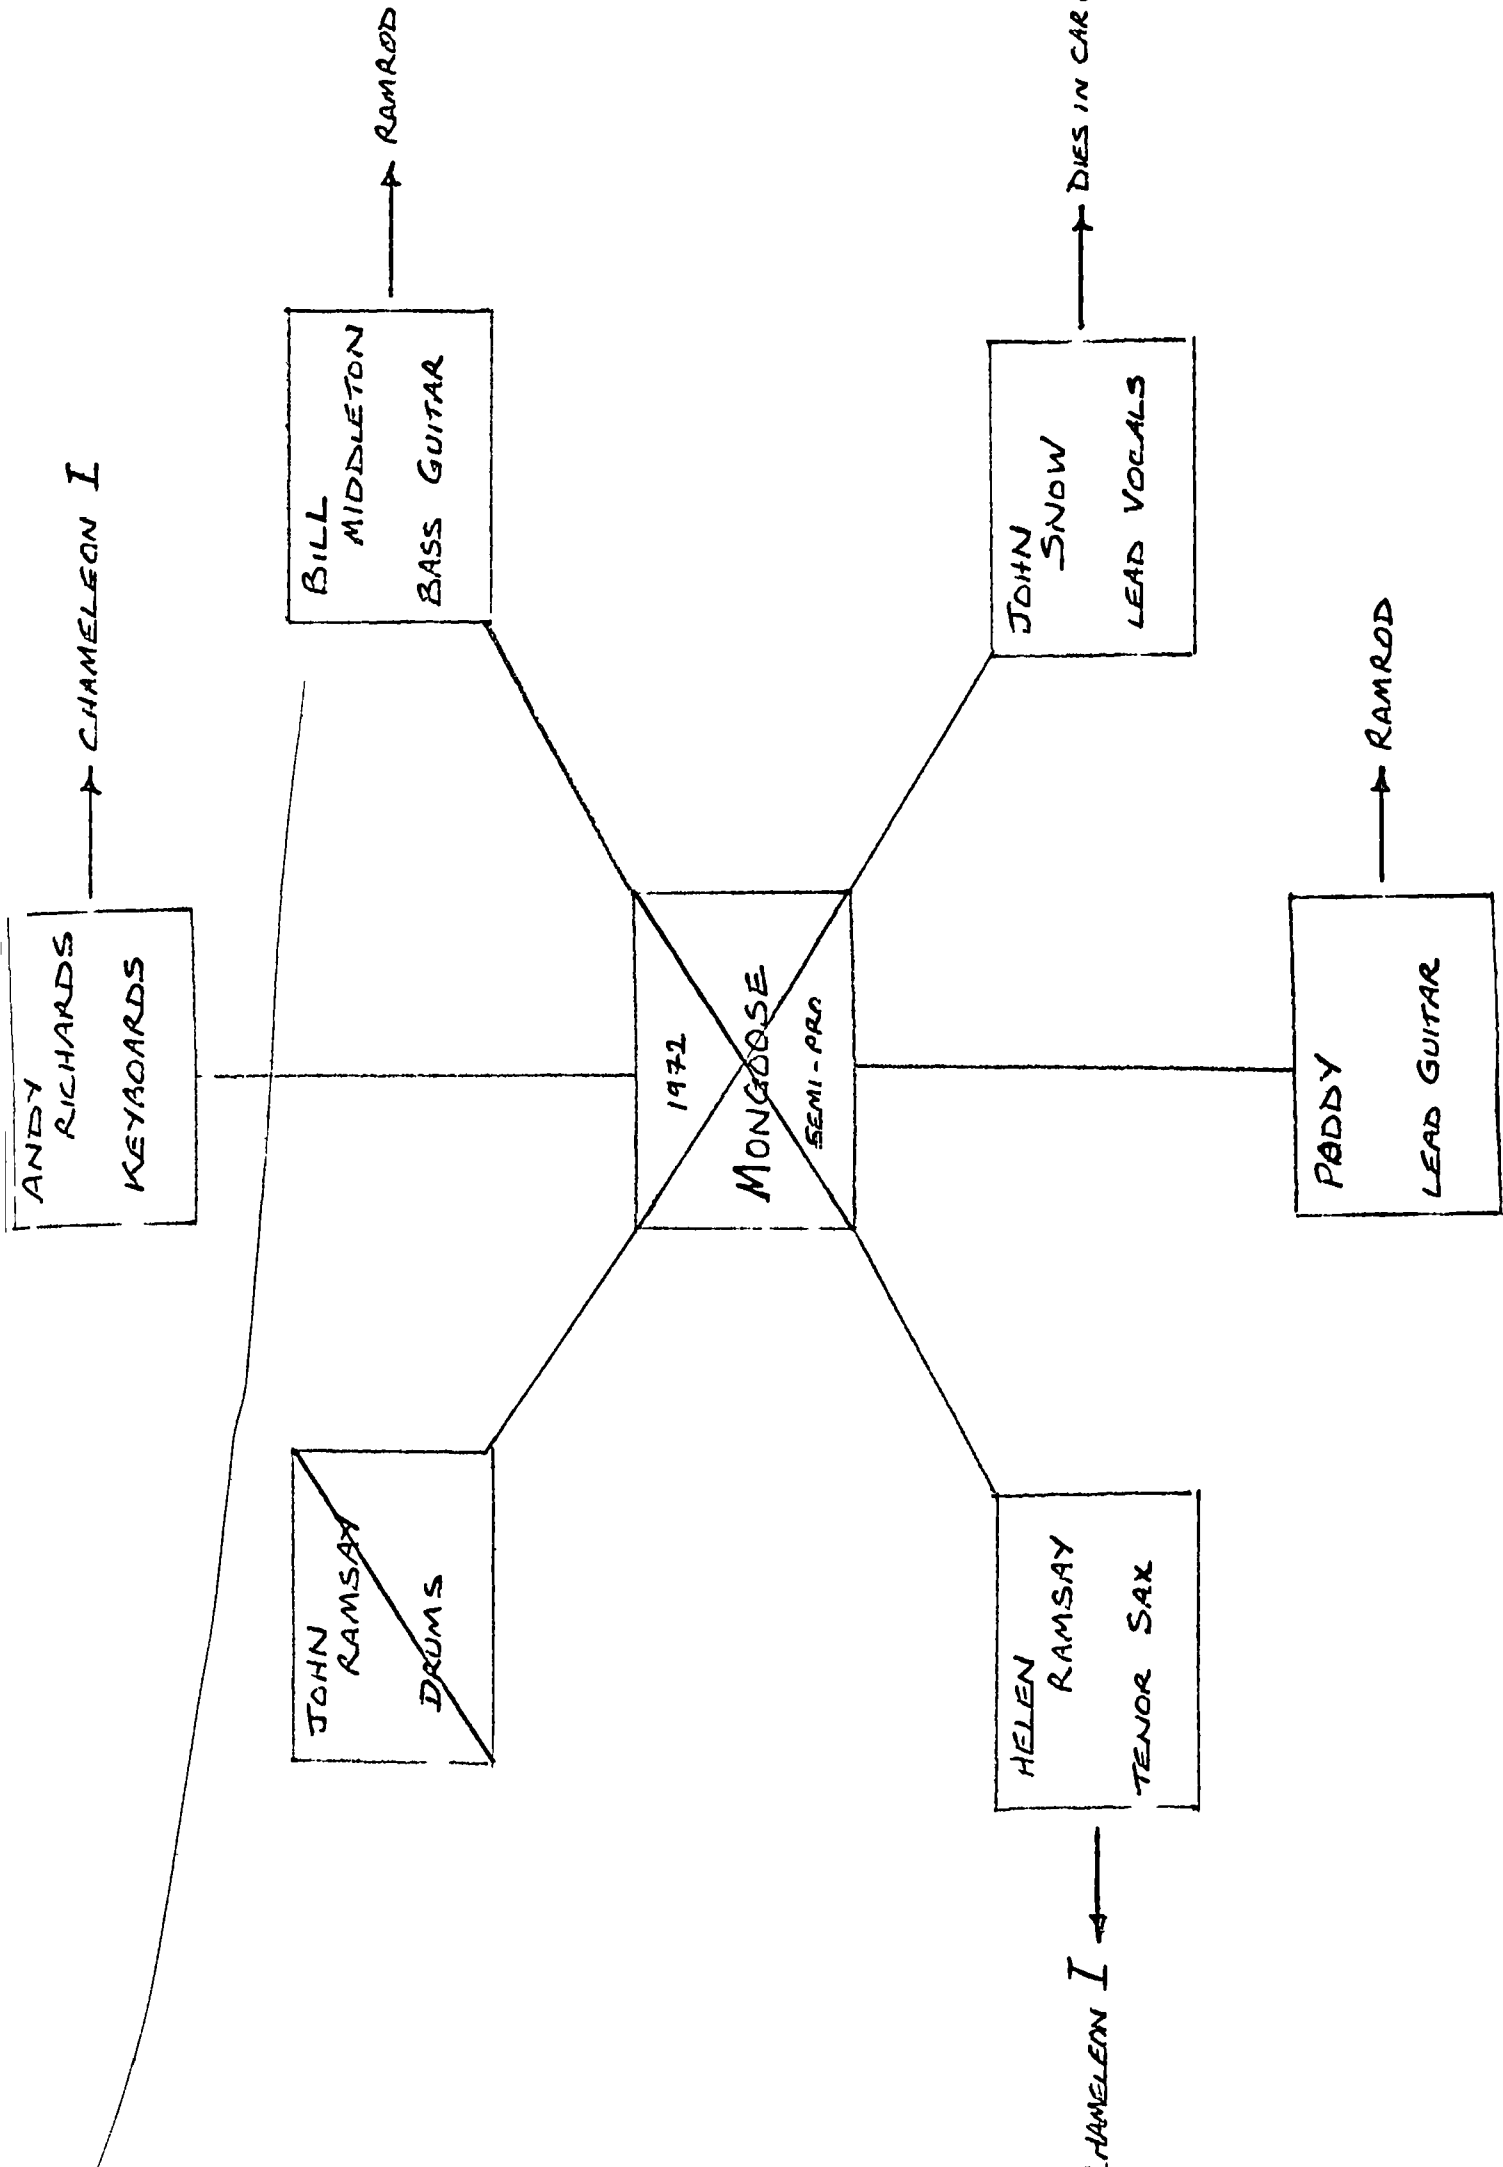 ANDY
RICHARDS
KEYBOARDS
CHAMELEON I
JOHN
RAMSAY
DRUMS
BILL
MIDDLETON
BASS GUITAR
RAMROD
1972
MONGOOSE
SEMI-PRO
HAMELEON I
HELEN
RAMSAY
TENOR SAX
JOHN
SNOW
LEAD VOCALS
DIES IN CAR
PADDY
LEAD GUITAR
RAMROD